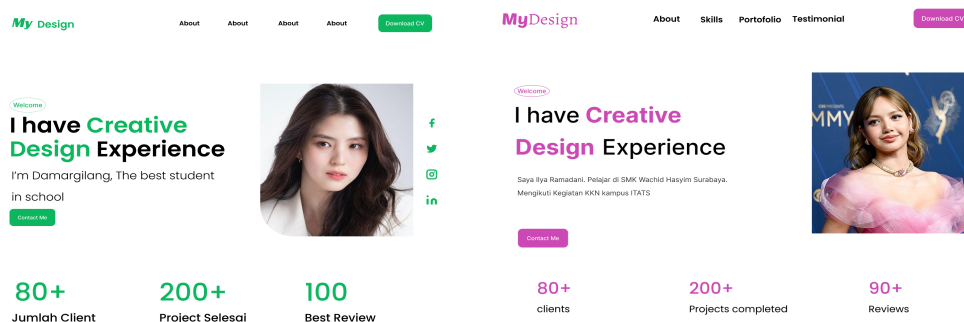 My Design
About About About About
Download CV
Welcome
I have Creative
Design Experience
I'm Damargilang, The best student
in school
Contact Me
80+ 200+ 100
Jumlah Client Project Selesai Best Review
MyDesign
About Skills Portofolio Testimonial
Download CV
Welcome
I have Creative
Design Experience
Saya Ilya Ramadani. Pelajar di SMK Wachid Hasyim Surabaya.
Mengikuti Kegiatan KKN kampus ITATS
Contact Me
MMY
80+ 200+ 90+
clients Projects completed Reviews